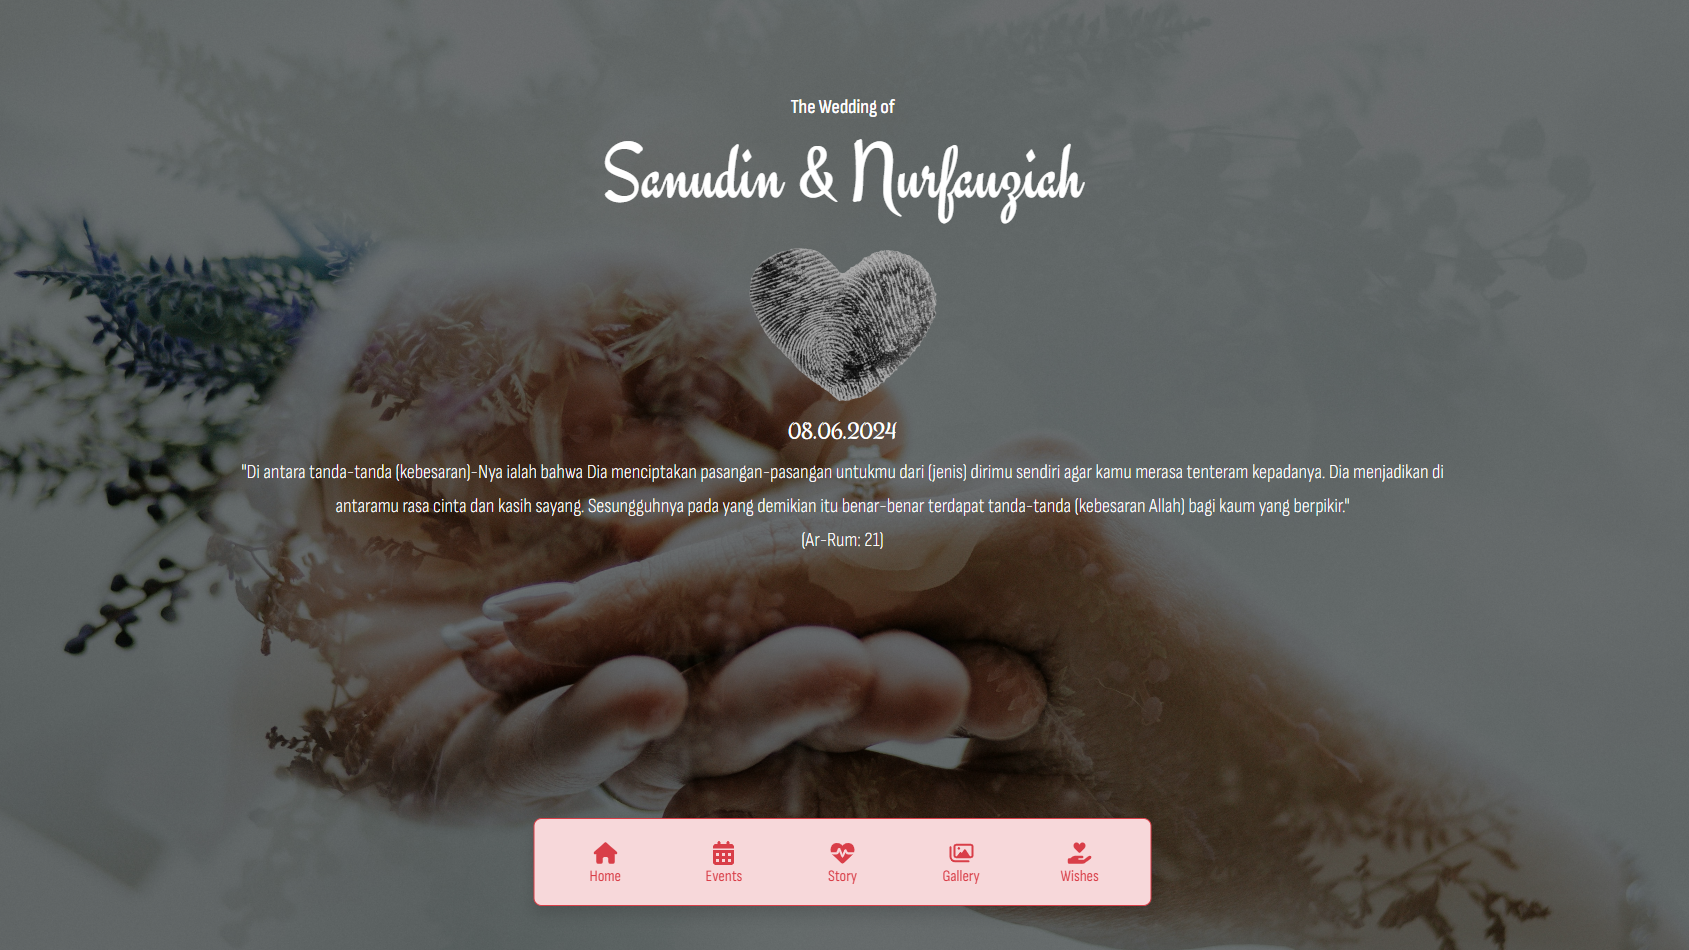 The Wedding of
Sanudin & Nurfauziah
08.06.2024
"Di antara tanda-tanda (kebesaran)-Nya ialah bahwa Dia menciptakan pasangan-pasangan untukmu dari (jenis) dirimu sendiri agar kamu merasa tenteram kepadanya. Dia menjadikan di
antaramu rasa cinta dan kasih sayang. Sesungguhnya pada yang demikian itu benar-benar terdapat tanda-tanda (kebesaran Allah) bagi kaum yang berpikir."
(Ar-Rum: 21)
Home Events Story Gallery Wishes